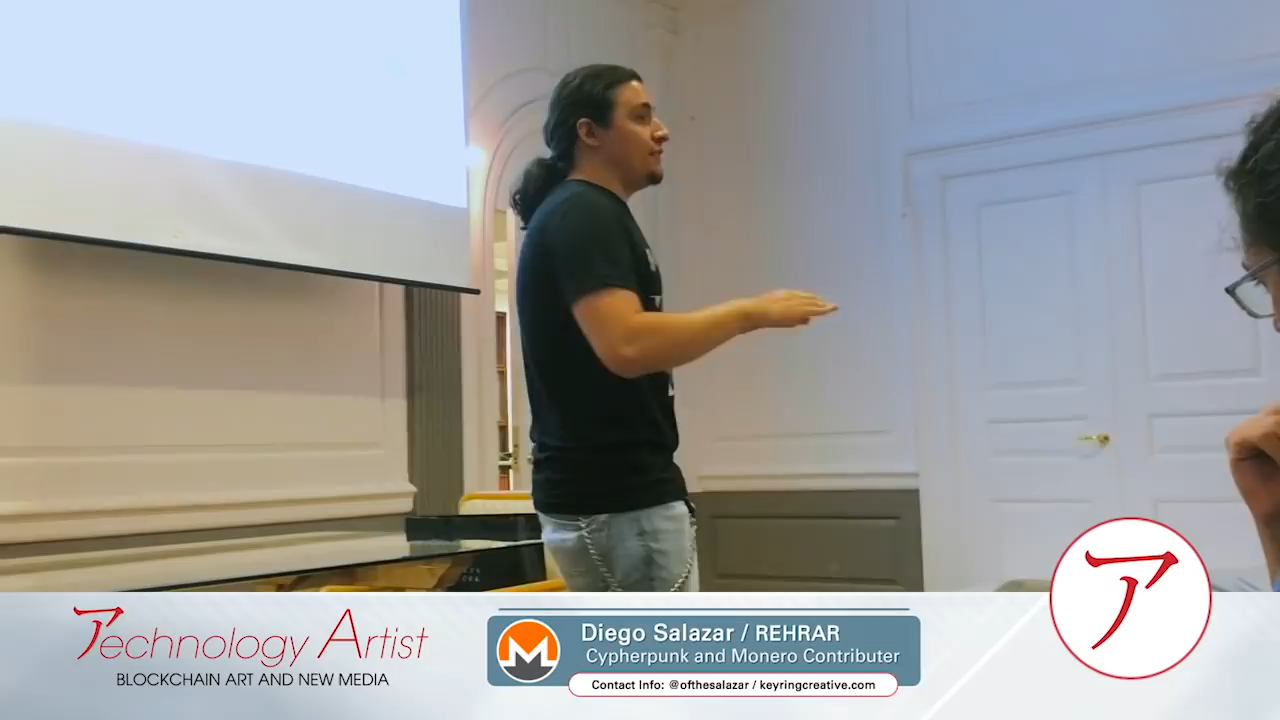 Technology Artist
BLOCKCHAIN ART AND NEW MEDIA
Diego Salazar / REHRAR
Cypherpunk and Monero Contributer
Contact Info: @ofthesalazar / keyringcreative.com